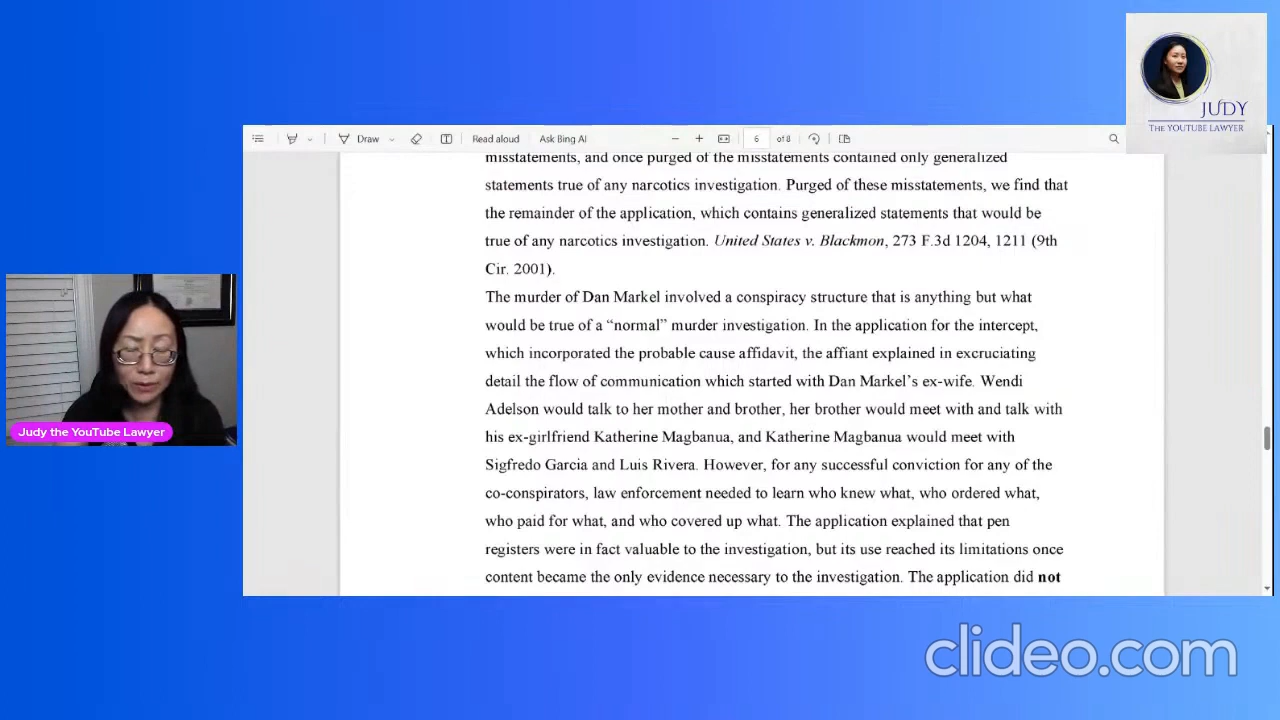 JUDY
THE YOUTUBE LAWYER
Draw
Read aloud
Ask Bing AI
6
of 8
misstatements, and once purged of the misstatements contained only generalized
statements true of any narcotics investigation. Purged of these misstatements, we find that
the remainder of the application, which contains generalized statements that would be
true of any narcotics investigation. United States v. Blackmon, 273 F.3d 1204, 1211 (9th
Cir. 2001).
The murder of Dan Markel involved a conspiracy structure that is anything but what
would be true of a “normal” murder investigation. In the application for the intercept,
which incorporated the probable cause affidavit, the affiant explained in excruciating
detail the flow of communication which started with Dan Markel’s ex-wife. Wendi
Adelson would talk to her mother and brother, her brother would meet with and talk with
his ex-girlfriend Katherine Magbanua, and Katherine Magbanua would meet with
Sigfredo Garcia and Luis Rivera. However, for any successful conviction for any of the
co-conspirators, law enforcement needed to learn who knew what, who ordered what,
who paid for what, and who covered up what. The application explained that pen
registers were in fact valuable to the investigation, but its use reached its limitations once
content became the only evidence necessary to the investigation. The application did not
Judy the YouTube Lawyer
clideo.com